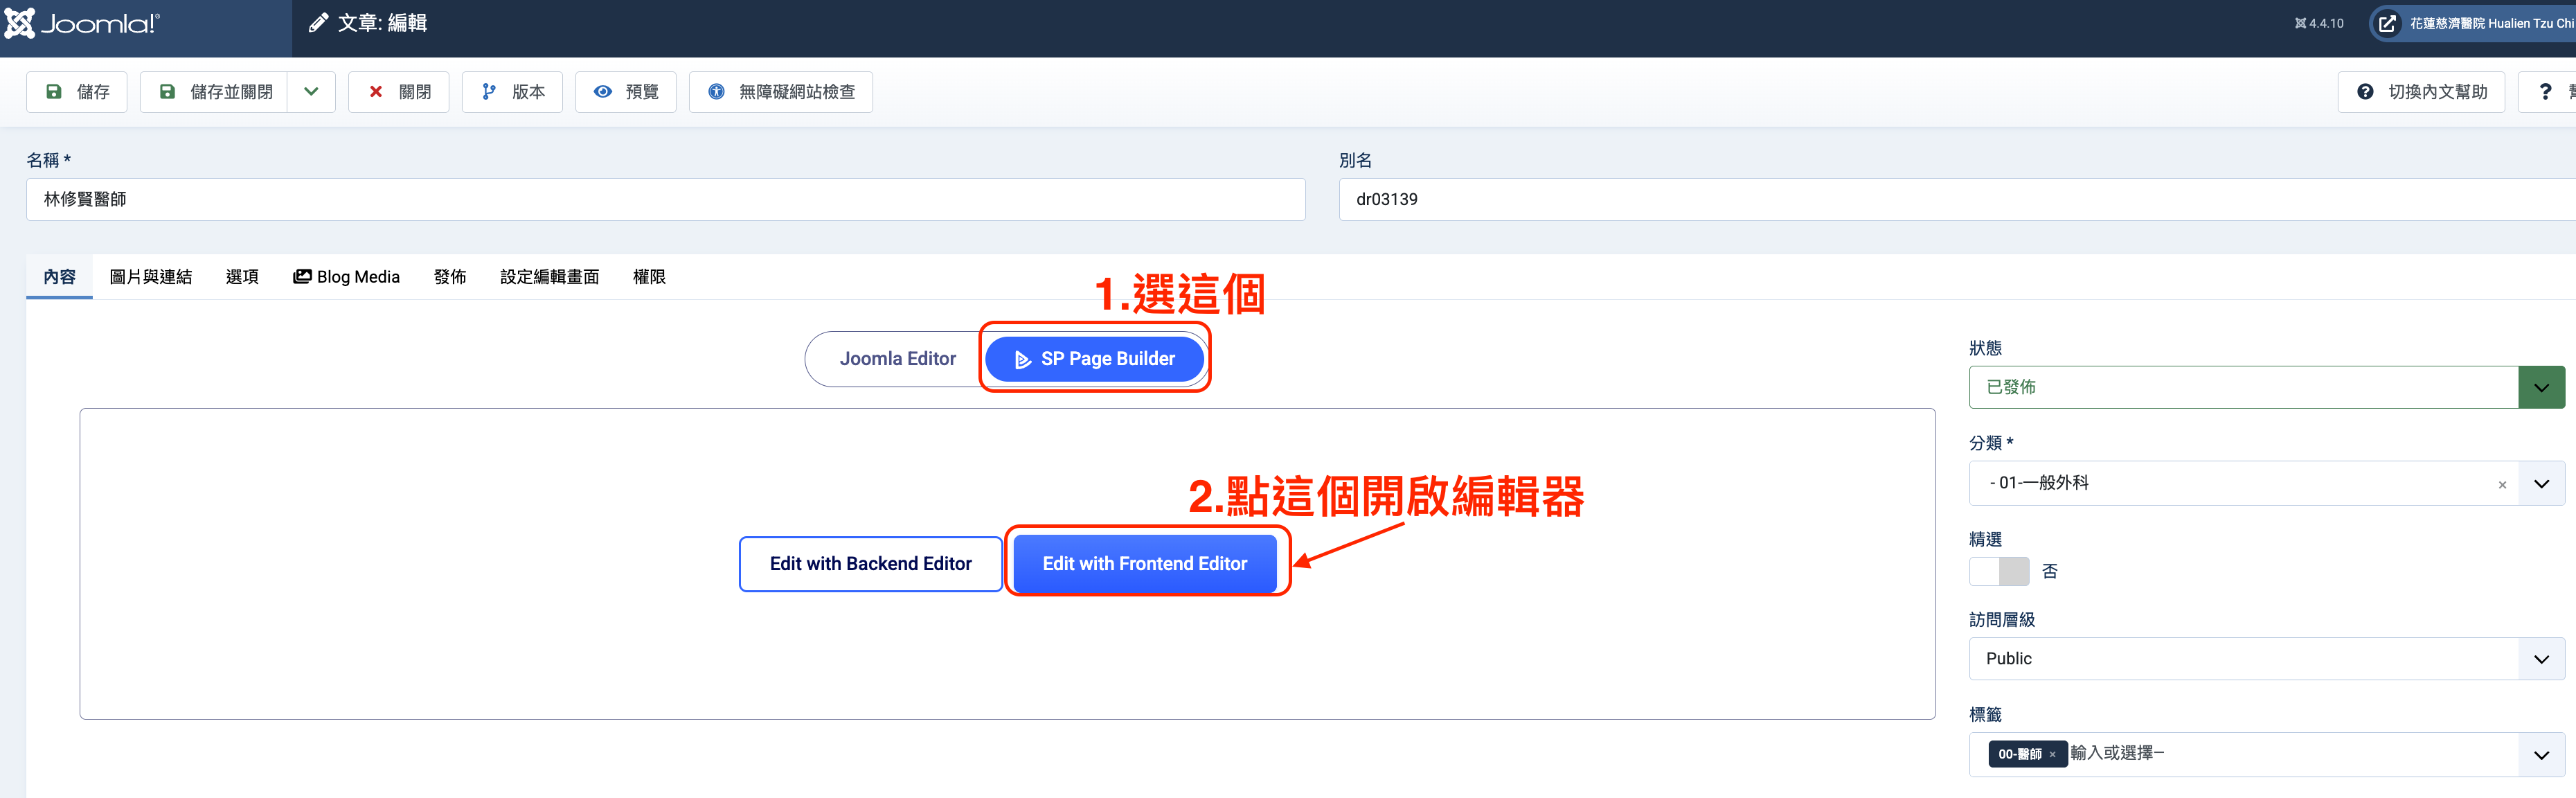 Joomla!®
文章: 編輯
4.4.10
花蓮慈濟醫院 Hualien Tzu Chi
儲存
儲存並關閉
關閉
版本
預覽
無障礙網站檢查
切換內文幫助
名稱 *
別名
林修賢醫師
dr03139
內容
圖片與連結
選項
Blog Media
發佈
設定編輯畫面
權限
1.選這個
Joomla Editor
SP Page Builder
2.點這個開啟編輯器
Edit with Backend Editor
Edit with Frontend Editor
狀態
已發佈
分類 *
- 01-一般外科
×
精選
否
訪問層級
Public
標籤
00-醫師 × 輸入或選擇–